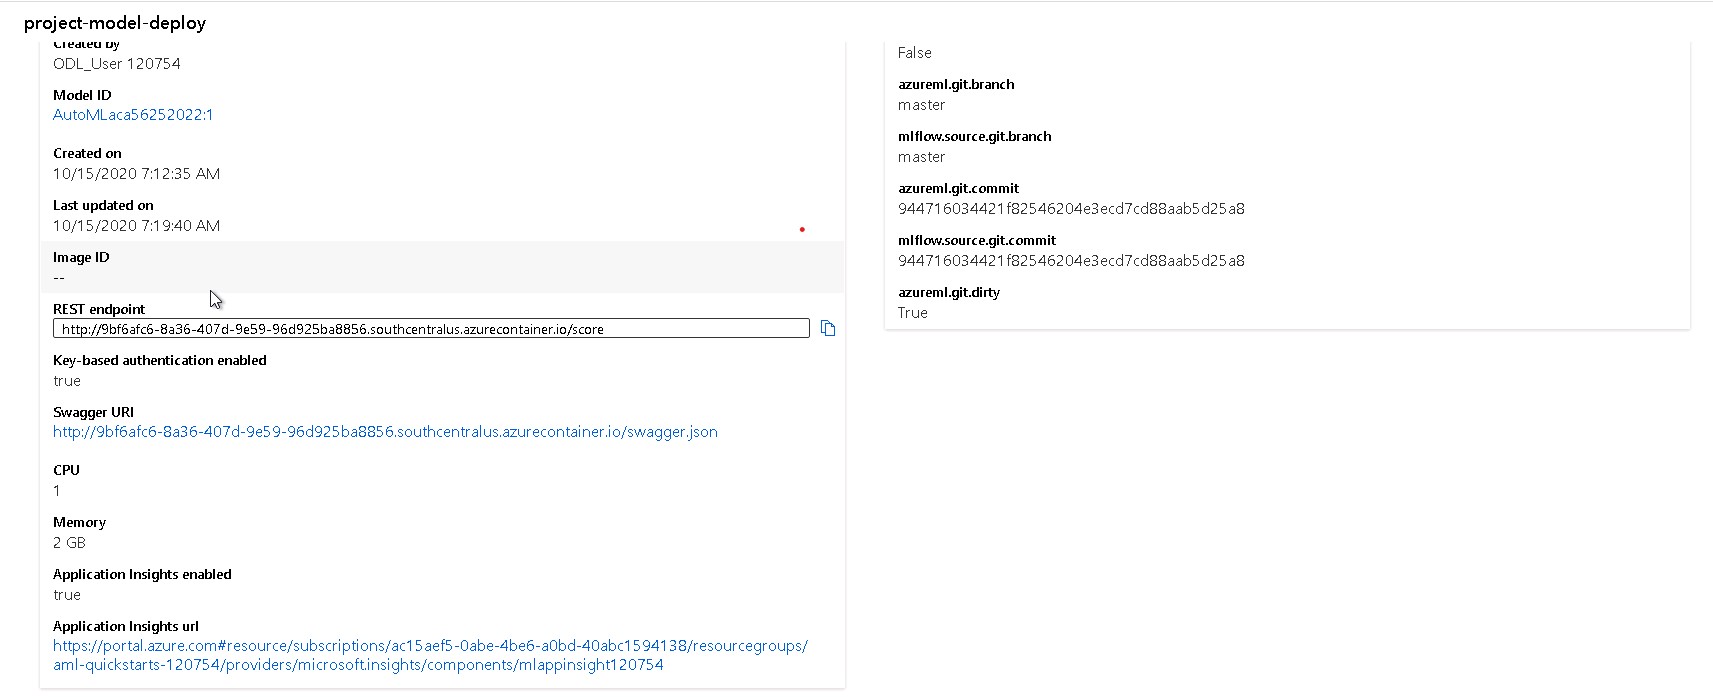 project-model-deploy
Created by
ODL_User 120754
Model ID
AutoMLaca56252022:1
Created on
10/15/2020 7:12:35 AM
Last updated on
10/15/2020 7:19:40 AM
Image ID
--
REST endpoint
http://9bf6afc6-8a36-407d-9e59-96d925ba8856.southcentralus.azurecontainer.io/score
Key-based authentication enabled
true
Swagger URI
http://9bf6afc6-8a36-407d-9e59-96d925ba8856.southcentralus.azurecontainer.io/swagger.json
CPU
1
Memory
2 GB
Application Insights enabled
true
Application Insights url
https://portal.azure.com#resource/subscriptions/ac15aef5-0abe-4be6-a0bd-40abc1594138/resourcegroups/
aml-quickstarts-120754/providers/microsoft.insights/components/mlappinsight120754
False
azureml.git.branch
master
mlflow.source.git.branch
master
azureml.git.commit
944716034421f82546204e3ecd7cd88aab5d25a8
mlflow.source.git.commit
944716034421f82546204e3ecd7cd88aab5d25a8
azureml.git.dirty
True